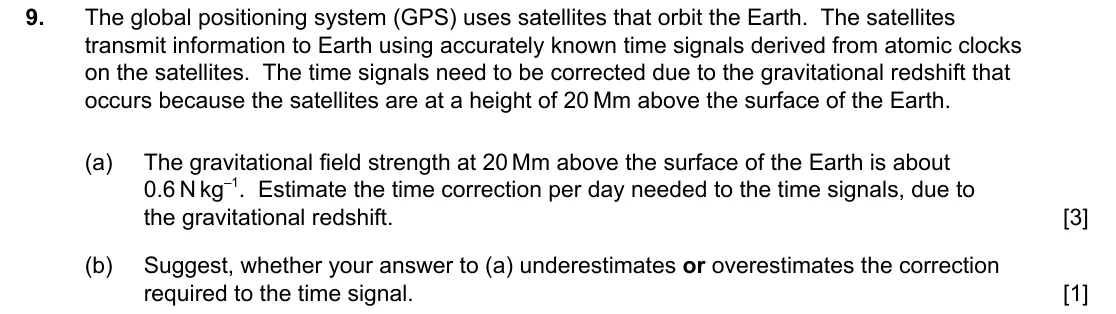 9. The global positioning system (GPS) uses satellites that orbit the Earth. The satellites
transmit information to Earth using accurately known time signals derived from atomic clocks
on the satellites. The time signals need to be corrected due to the gravitational redshift that
occurs because the satellites are at a height of 20 Mm above the surface of the Earth.
(a) The gravitational field strength at 20 Mm above the surface of the Earth is about
0.6 N kg⁻¹. Estimate the time correction per day needed to the time signals, due to
the gravitational redshift. [3]
(b) Suggest, whether your answer to (a) underestimates or overestimates the correction
required to the time signal. [1]